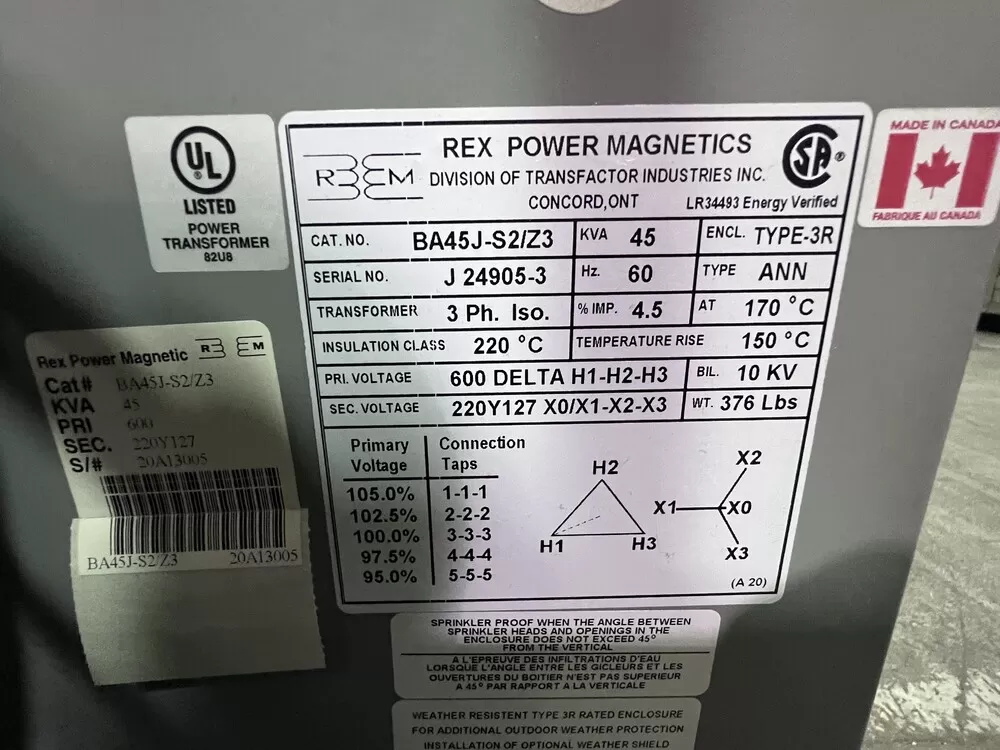 UL
®
LISTED
POWER
TRANSFORMER
82U8
REX POWER MAGNETICS
REM DIVISION OF TRANSFACTOR INDUSTRIES INC.
CONCORD,ONT
SA ®
LR34493 Energy Verified
CAT. NO. BA45J-S2/Z3 KVA 45 ENCL. TYPE-3R
SERIAL NO. J 24905-3 Hz. 60 TYPE ANN
TRANSFORMER 3 Ph. Iso. % IMP. 4.5 AT 170 °C
INSULATION CLASS 220 °C TEMPERATURE RISE 150 °C
PRI. VOLTAGE 600 DELTA H1-H2-H3 BIL. 10 KV
SEC. VOLTAGE 220Y127 X0/X1-X2-X3 WT. 376 Lbs
Primary Connection
Voltage Taps
105.0% 1-1-1
102.5% 2-2-2
100.0% 3-3-3
97.5% 4-4-4
95.0% 5-5-5
H2
H1 H3
X2
X1 X0
X3
(A 20)
MADE IN CANADA
FABRIQUE AU CANADA
Rex Power Magnetic REM
Cat# BA45J-S2/Z3
KVA 45
PRI 600
SEC. 220Y127
S/# 20A13005
BA45J-S2/Z3 20A13005
SPRINKLER PROOF WHEN THE ANGLE BETWEEN
SPRINKLER HEADS AND OPENINGS IN THE
ENCLOSURE DOES NOT EXCEED 45°
FROM THE VERTICAL
A L'EPREUVE DES INFILTRATIONS D'EAU
LORSQUE L'ANGLE ENTRE LES GICLEURS ET LES
OUVERTURES DU BOITIER N'EST PAS SUPERIEUR
A 45° PAR RAPPORT A LA VERTICALE
WEATHER RESISTENT TYPE 3R RATED ENCLOSURE
FOR ADDITIONAL OUTDOOR WEATHER PROTECTION
INSTALLATION OF OPTIONAL WEATHER SHIELD